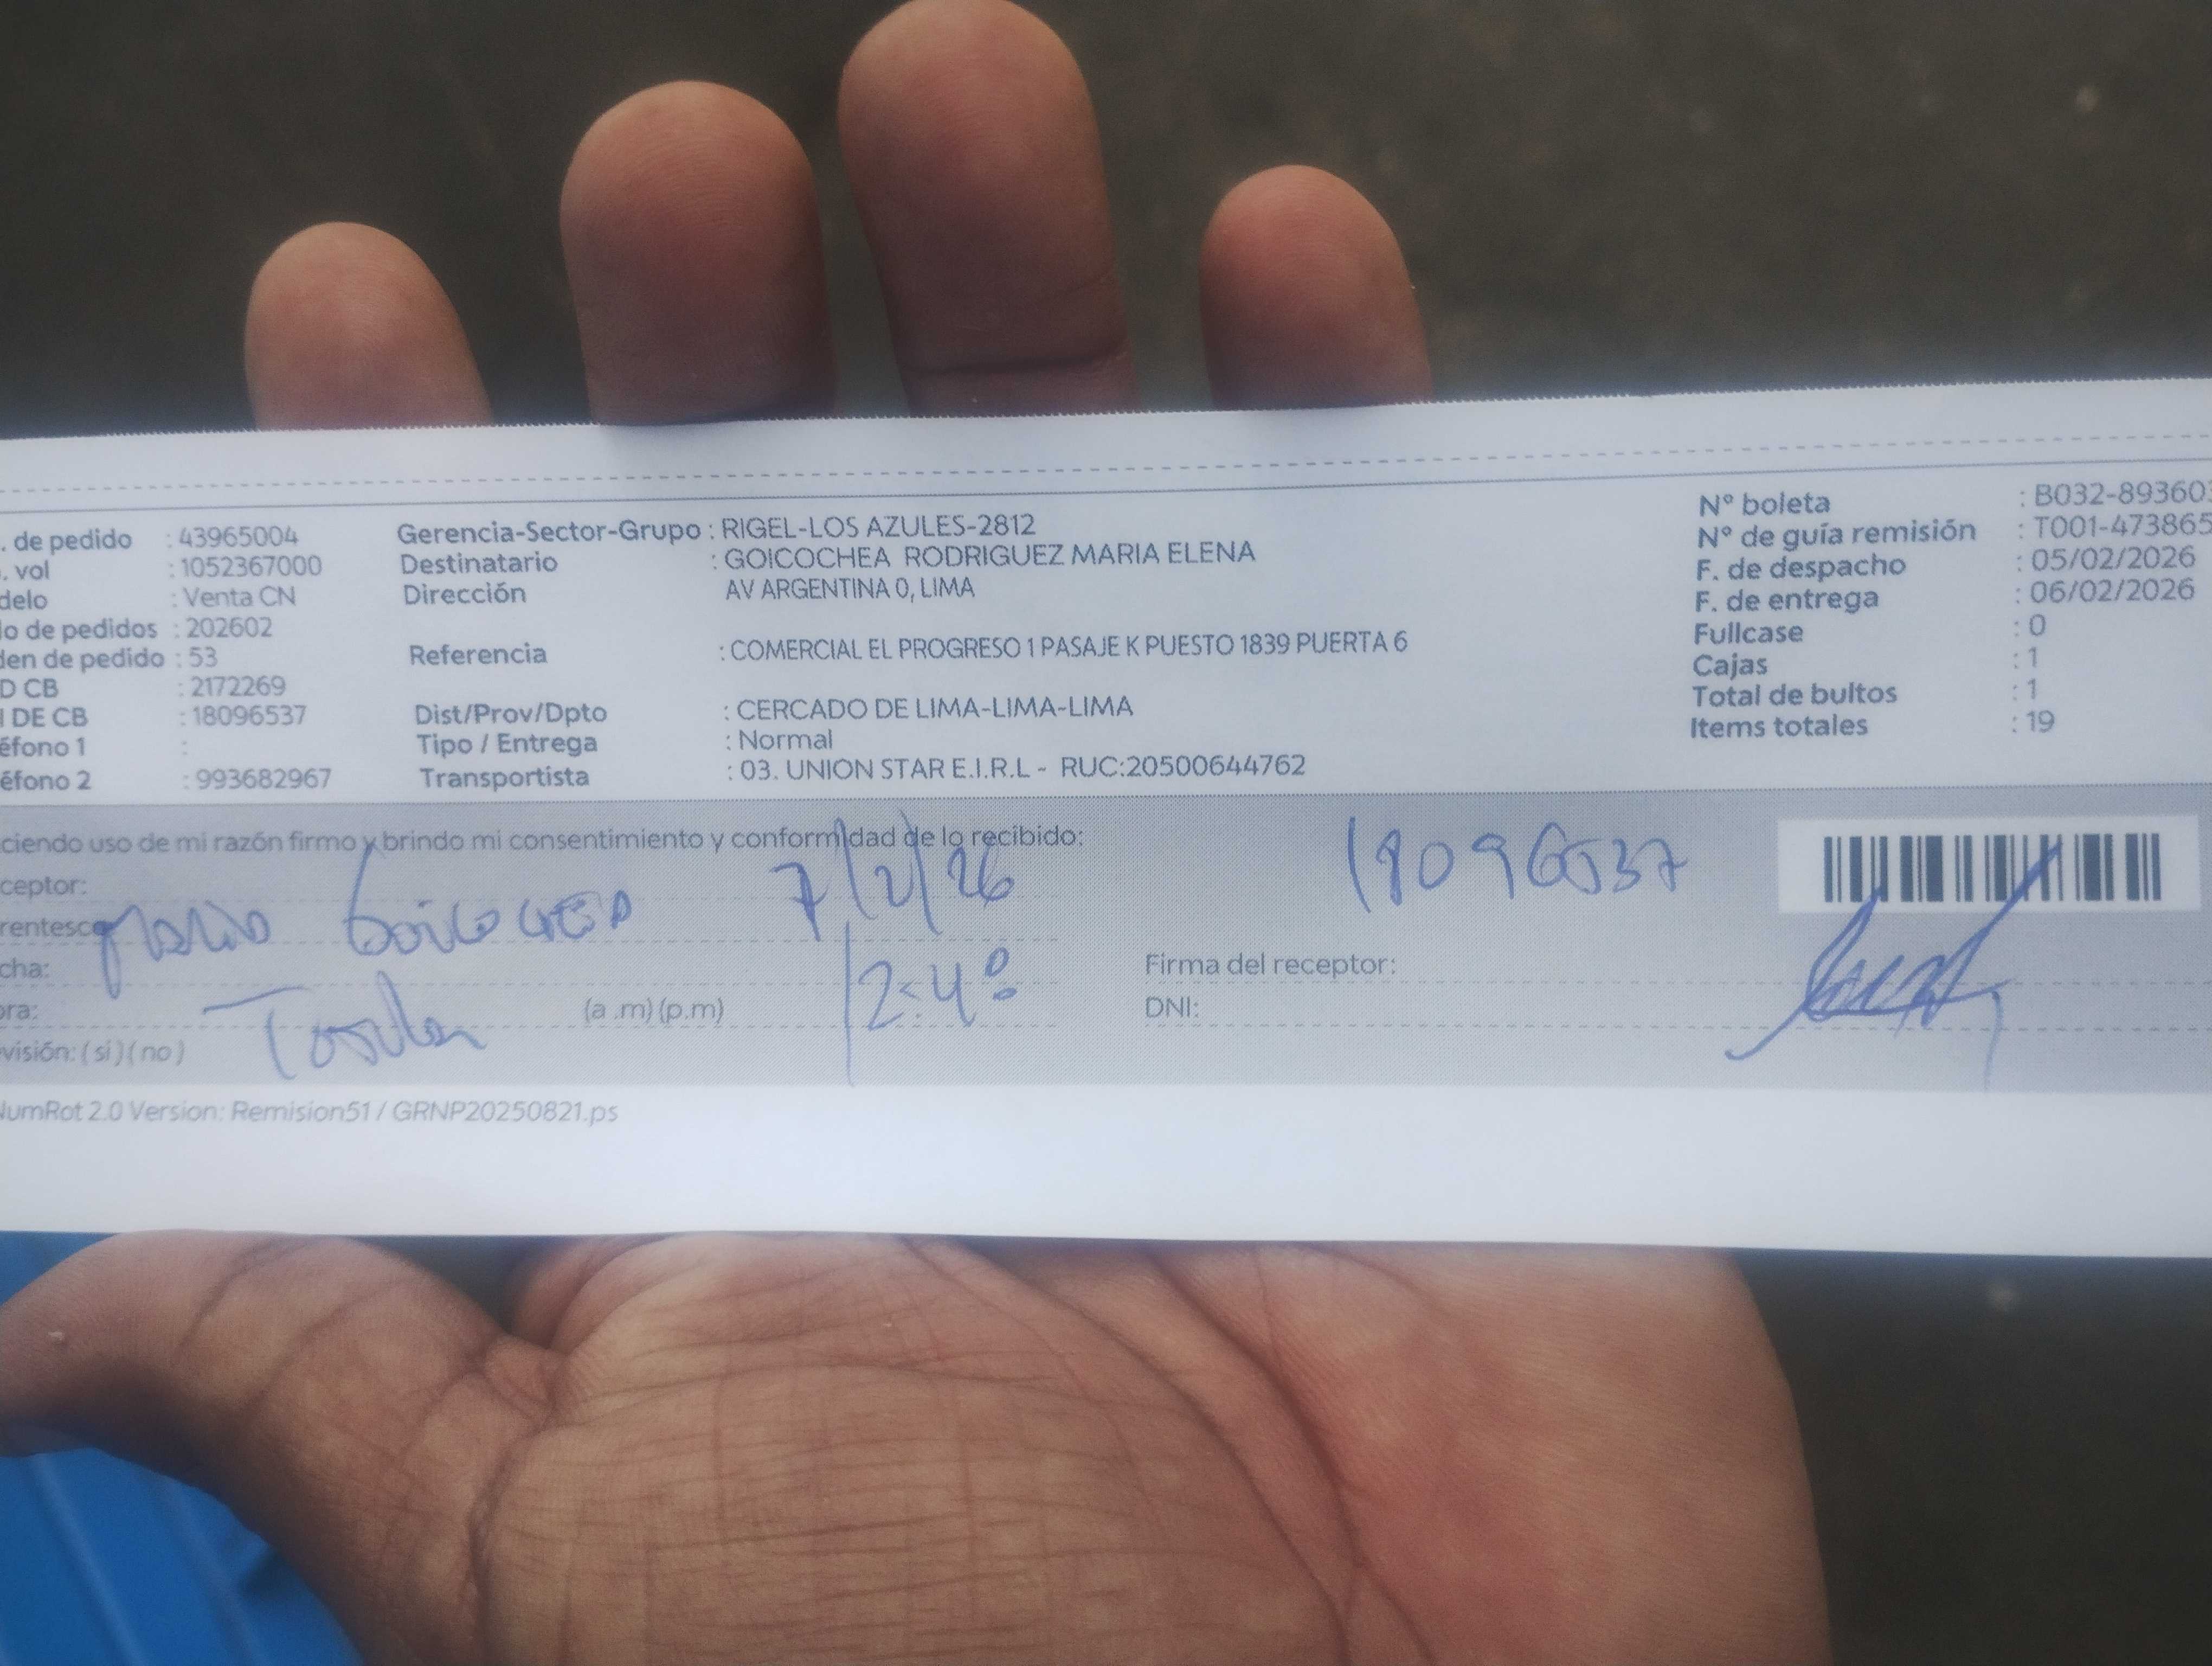 . de pedido : 43965004
. vol : 1052367000
delo : Venta CN
o de pedidos : 202602
den de pedido : 53
D CB : 2172269
I DE CB : 18096537
éfono 1 :
éfono 2 : 993682967
Gerencia-Sector-Grupo : RIGEL-LOS AZULES-2812
Destinatario : GOICOCHEA RODRIGUEZ MARIA ELENA
Dirección AV ARGENTINA 0, LIMA
Referencia : COMERCIAL EL PROGRESO 1 PASAJE K PUESTO 1839 PUERTA 6
Dist/Prov/Dpto : CERCADO DE LIMA-LIMA-LIMA
Tipo / Entrega : Normal
Transportista : 03. UNION STAR E.I.R.L - RUC:20500644762
Nº boleta : B032-893603
Nº de guía remisión : T001-473865
F. de despacho : 05/02/2026
F. de entrega : 06/02/2026
Fullcase : 0
Cajas : 1
Total de bultos : 1
Items totales : 19
ciendo uso de mi razón firmo y brindo mi consentimiento y conformidad de lo recibido:
ceptor: 7/2/26 18096537
rentesco
cha: 12:40 Firma del receptor:
ora: (a .m) (p.m) DNI:
visión: ( si ) ( no )
NumRot 2.0 Version: Remision51 / GRNP20250821.ps